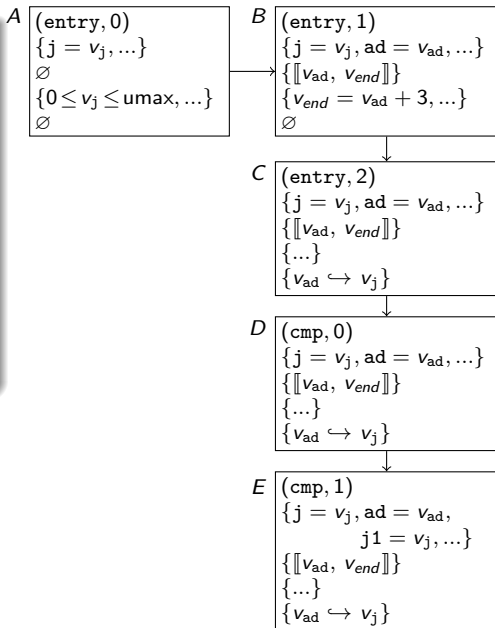 A
(entry, 0)
{j = v_j, ...}
∅
{0 ≤ v_j ≤ umax, ...}
∅
B
(entry, 1)
{j = v_j, ad = v_ad, ...}
{⟦v_ad, v_end⟧}
{v_end = v_ad + 3, ...}
∅
C
(entry, 2)
{j = v_j, ad = v_ad, ...}
{⟦v_ad, v_end⟧}
{...}
{v_ad ↪ v_j}
D
(cmp, 0)
{j = v_j, ad = v_ad, ...}
{⟦v_ad, v_end⟧}
{...}
{v_ad ↪ v_j}
E
(cmp, 1)
{j = v_j, ad = v_ad,
j1 = v_j, ...}
{⟦v_ad, v_end⟧}
{...}
{v_ad ↪ v_j}